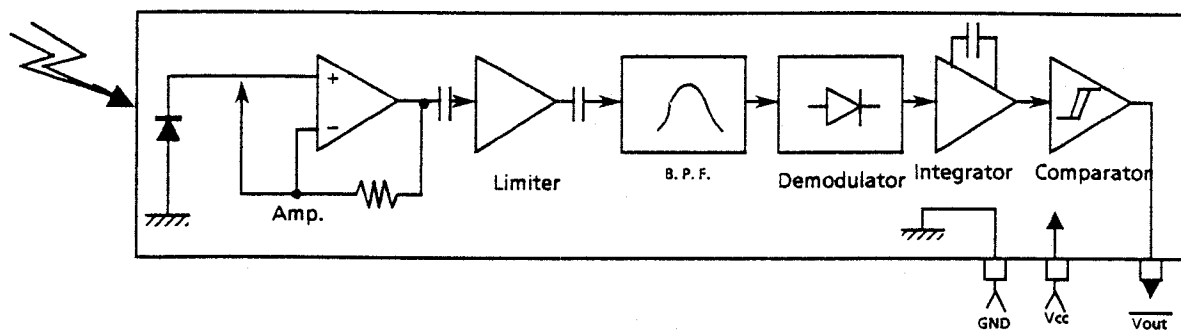 +
−
Amp.
Limiter
B. P. F.
Demodulator
Integrator
Comparator
GND
Vcc
Vout